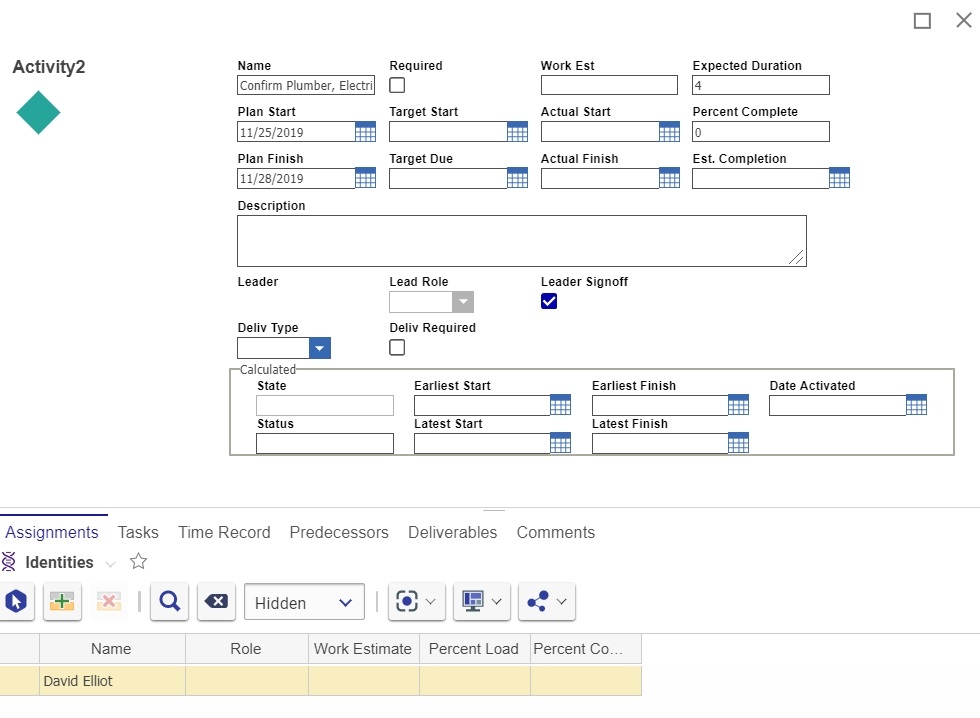 Activity2
Name Required Work Est Expected Duration
Confirm Plumber, Electri 4
Plan Start Target Start Actual Start Percent Complete
11/25/2019 0
Plan Finish Target Due Actual Finish Est. Completion
11/28/2019
Description
Leader Lead Role Leader Signoff
Deliv Type Deliv Required
Calculated
State Earliest Start Earliest Finish Date Activated
Status Latest Start Latest Finish
Assignments Tasks Time Record Predecessors Deliverables Comments
Identities
Hidden
Name Role Work Estimate Percent Load Percent Co...
David Elliot